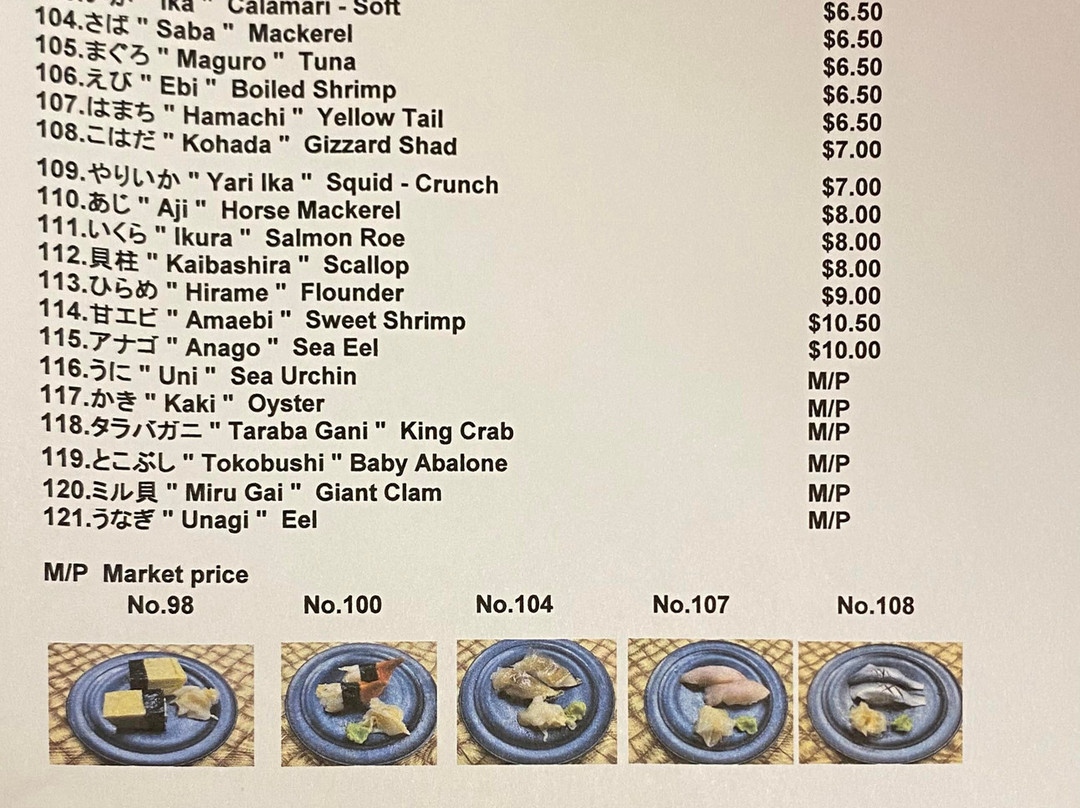 Ika " Calamari - Soft $6.50
104.さば " Saba " Mackerel $6.50
105.まぐろ " Maguro " Tuna $6.50
106.えび " Ebi " Boiled Shrimp $6.50
107.はまち " Hamachi " Yellow Tail $6.50
108.こはだ " Kohada " Gizzard Shad $7.00
109.やりいか " Yari Ika " Squid - Crunch $7.00
110.あじ " Aji " Horse Mackerel $8.00
111.いくら " Ikura " Salmon Roe $8.00
112.貝柱 " Kaibashira " Scallop $8.00
113.ひらめ " Hirame " Flounder $9.00
114.甘エビ " Amaebi " Sweet Shrimp $10.50
115.アナゴ " Anago " Sea Eel $10.00
116.うに " Uni " Sea Urchin M/P
117.かき " Kaki " Oyster M/P
118.タラバガニ " Taraba Gani " King Crab M/P
119.とこぶし " Tokobushi " Baby Abalone M/P
120.ミル貝 " Miru Gai " Giant Clam M/P
121.うなぎ " Unagi " Eel M/P
M/P Market price
No.98 No.100 No.104 No.107 No.108